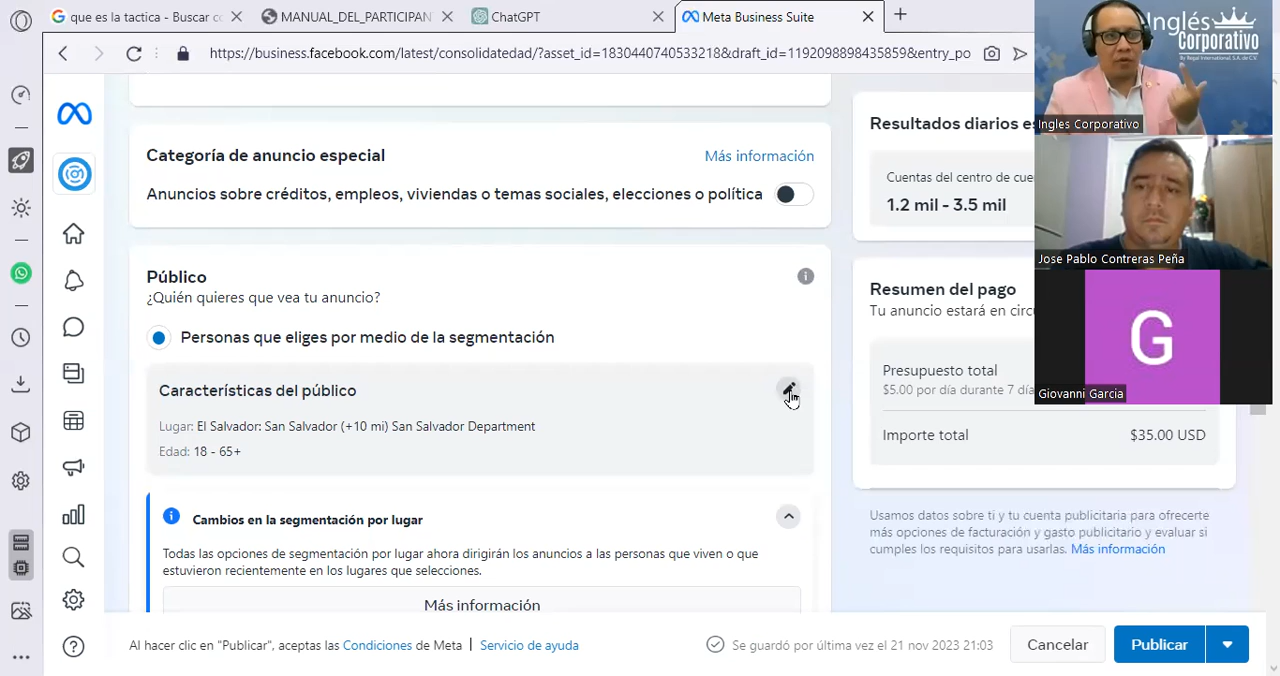 que es la tactica - Buscar c
MANUAL_DEL_PARTICIPAN
ChatGPT
Meta Business Suite
https://business.facebook.com/latest/consolidatedad/?asset_id=1830440740533218&draft_id=1192098898435859&entry_po
Inglés
Corporativo
By Regal International, S.A. de C.V.
Ingles Corporativo
Jose Pablo Contreras Peña
G
Giovanni Garcia
Categoría de anuncio especial
Más información
Anuncios sobre créditos, empleos, viviendas o temas sociales, elecciones o política
Público
¿Quién quieres que vea tu anuncio?
Personas que eliges por medio de la segmentación
Características del público
Lugar: El Salvador: San Salvador (+10 mi) San Salvador Department
Edad: 18 - 65+
Cambios en la segmentación por lugar
Todas las opciones de segmentación por lugar ahora dirigirán los anuncios a las personas que viven o que
estuvieron recientemente en los lugares que selecciones.
Más información
Resultados diarios es
Cuentas del centro de cuen
1.2 mil - 3.5 mil
Resumen del pago
Tu anuncio estará en circu
Presupuesto total
$5.00 por día durante 7 día
Importe total
$35.00 USD
Usamos datos sobre ti y tu cuenta publicitaria para ofrecerte
más opciones de facturación y gasto publicitario y evaluar si
cumples los requisitos para usarlas. Más información
Al hacer clic en "Publicar", aceptas las Condiciones de Meta | Servicio de ayuda
Se guardó por última vez el 21 nov 2023 21:03
Cancelar
Publicar